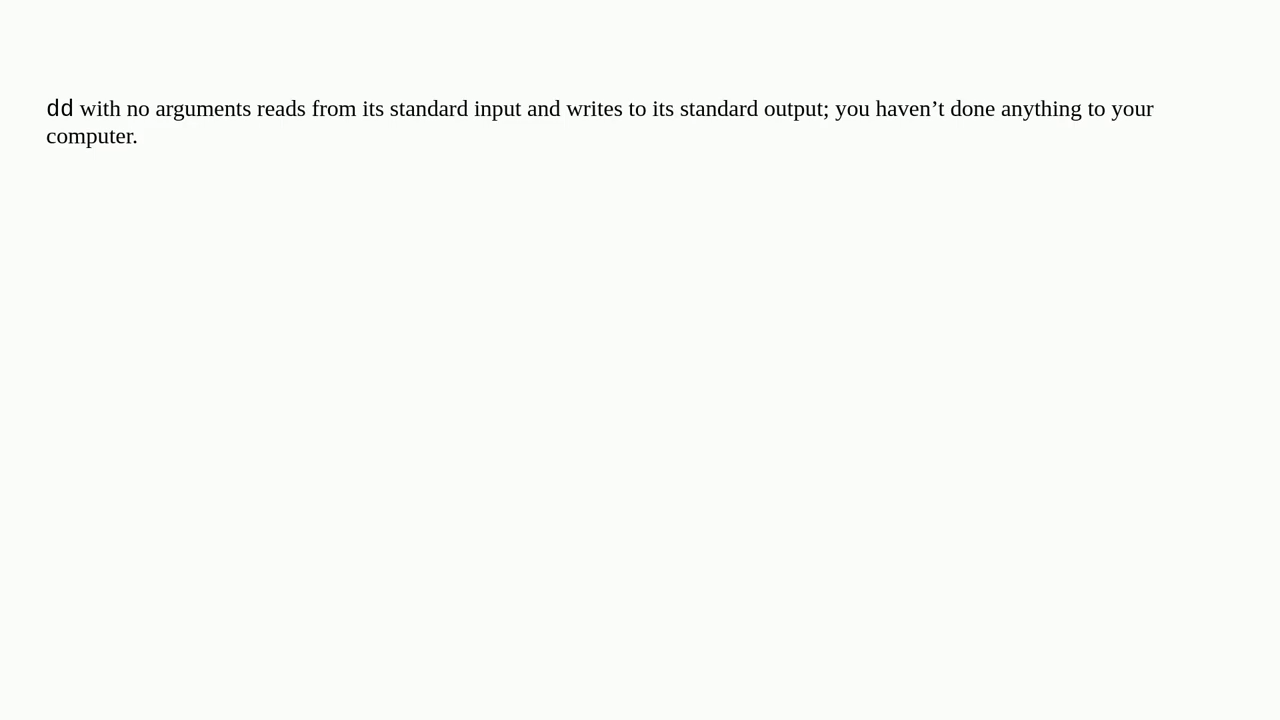 dd with no arguments reads from its standard input and writes to its standard output; you haven’t done anything to your
computer.